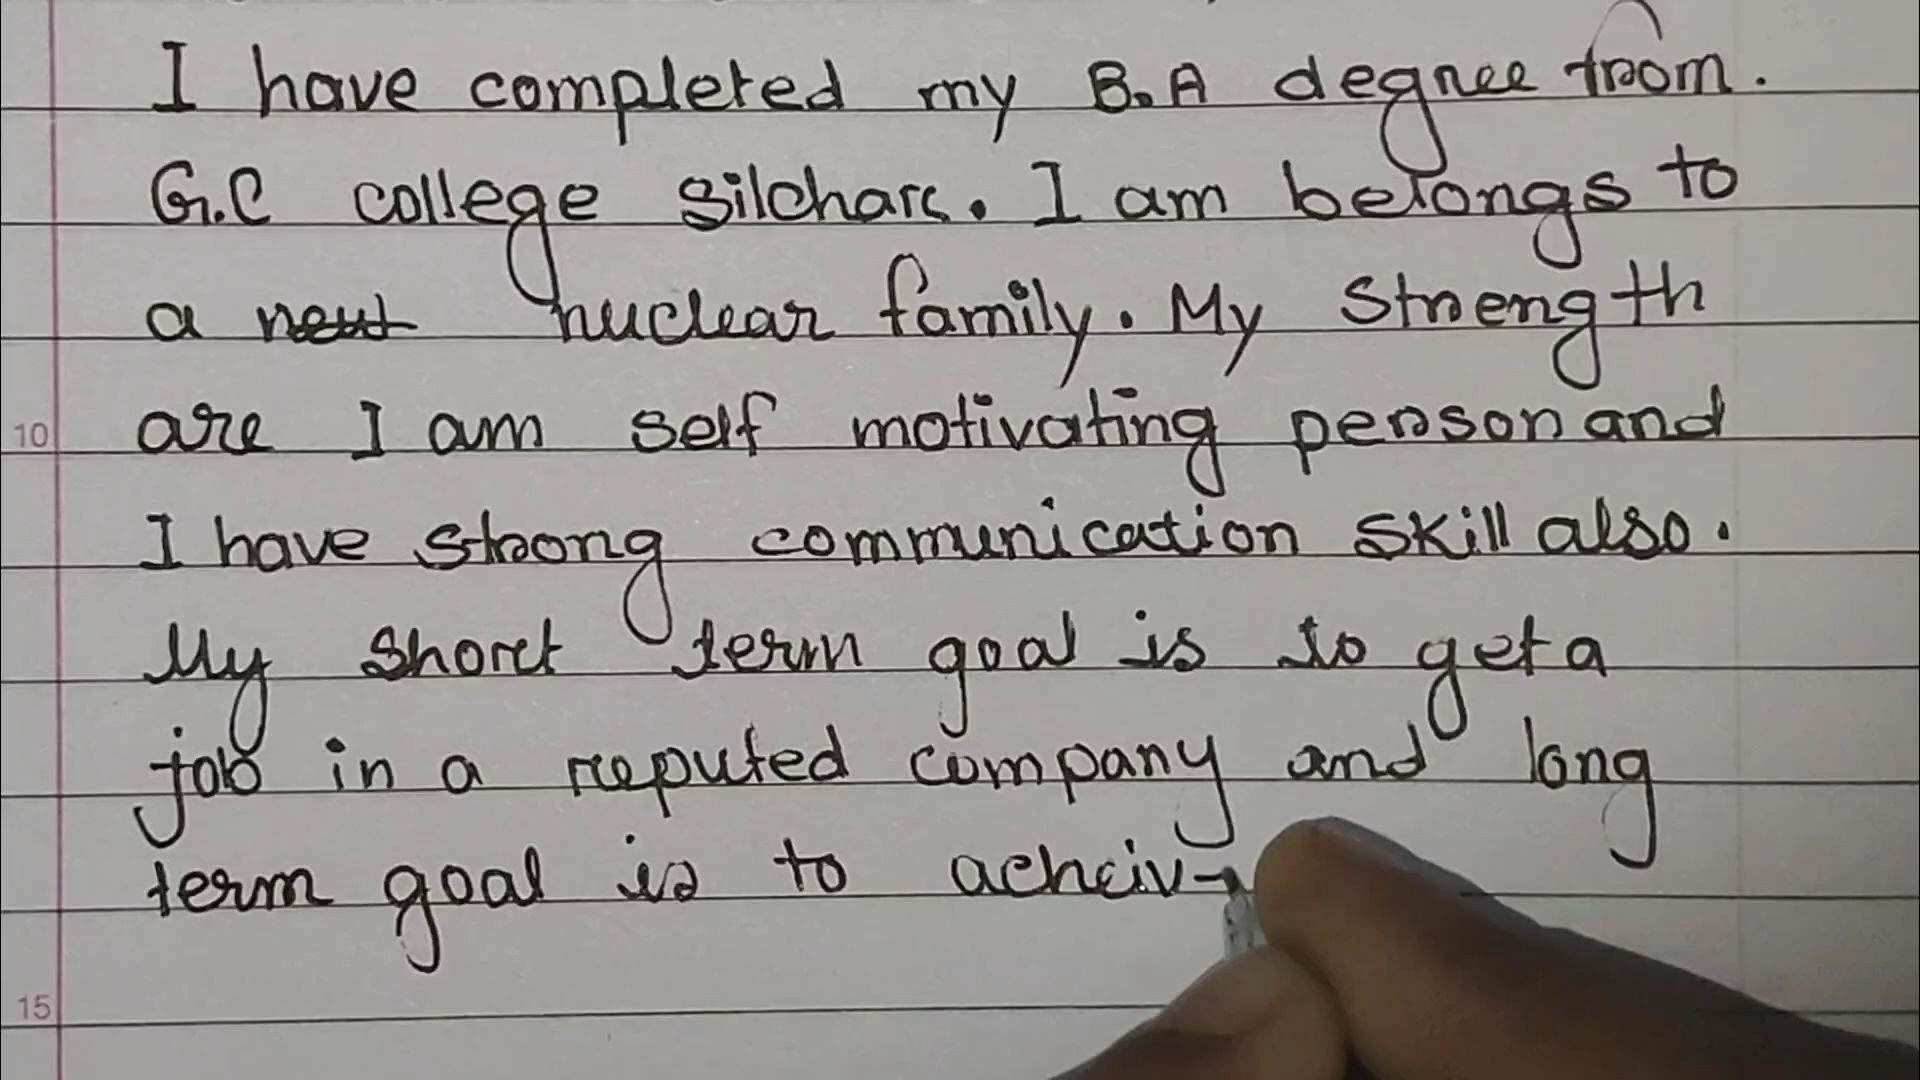 I have completed my B.A degree from.
G.C college Silchar. I am belongs to
a nuclear family. My Strength
10 are I am self motivating person and
I have strong communication skill also.
My short term goal is to get a
job in a reputed company and long
term goal is to acheiv
15